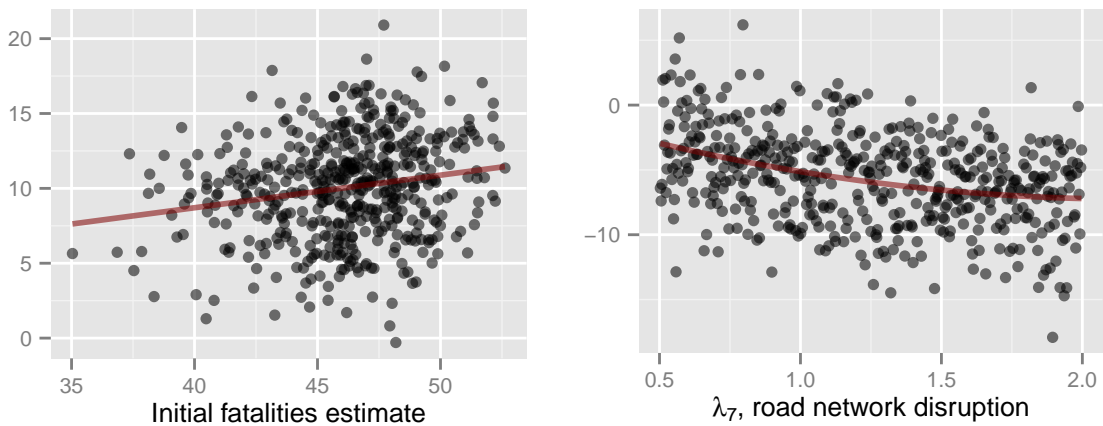 20
15
10
5
0
35 40 45 50
Initial fatalities estimate
0
−10
0.5 1.0 1.5 2.0
λ7, road network disruption